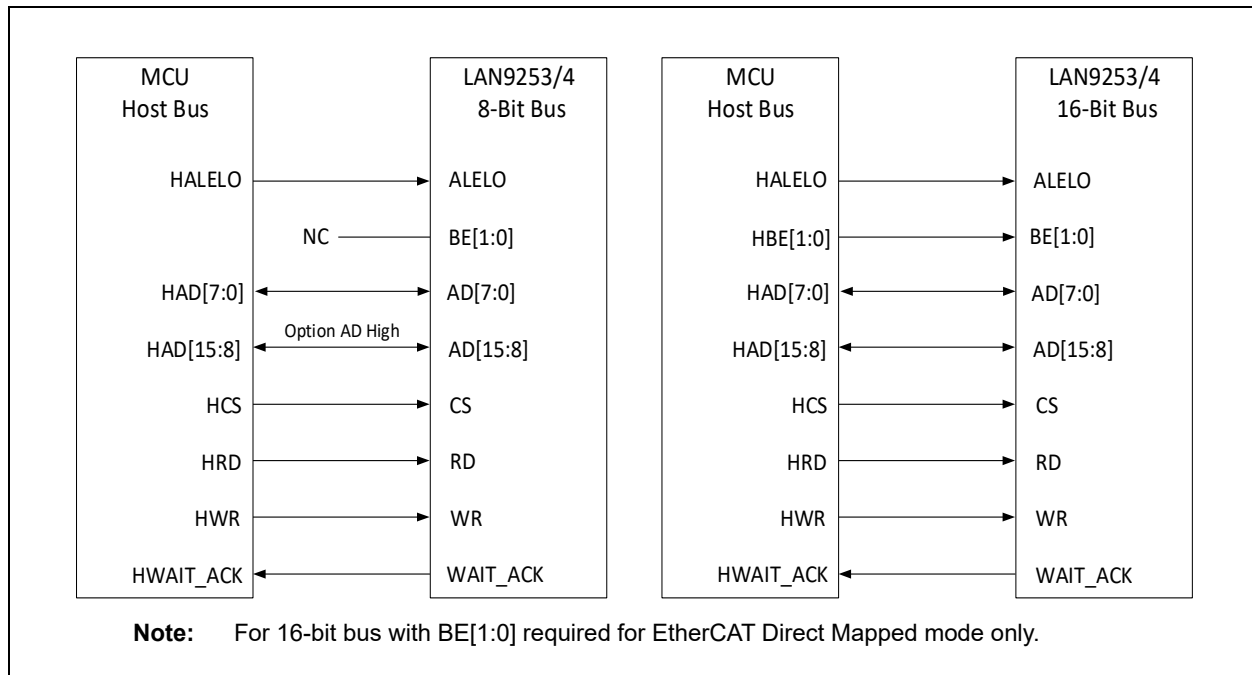 MCU
Host Bus
LAN9253/4
8-Bit Bus
HALELO
ALELO
NC
BE[1:0]
HAD[7:0]
AD[7:0]
Option AD High
HAD[15:8]
AD[15:8]
HCS
CS
HRD
RD
HWR
WR
HWAIT_ACK
WAIT_ACK
MCU
Host Bus
LAN9253/4
16-Bit Bus
HALELO
ALELO
HBE[1:0]
BE[1:0]
HAD[7:0]
AD[7:0]
HAD[15:8]
AD[15:8]
HCS
CS
HRD
RD
HWR
WR
HWAIT_ACK
WAIT_ACK
Note: For 16-bit bus with BE[1:0] required for EtherCAT Direct Mapped mode only.